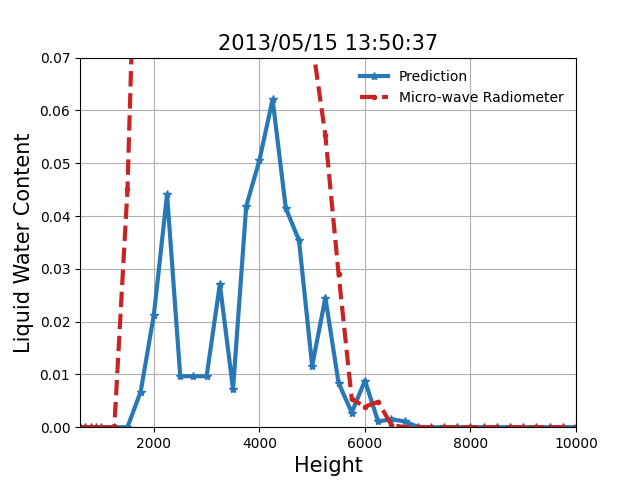 2013/05/15 13:50:37
0.07
0.06
0.05
0.04
0.03
0.02
0.01
0.00
Liquid Water Content
Prediction
Micro-wave Radiometer
2000 4000 6000 8000 10000
Height